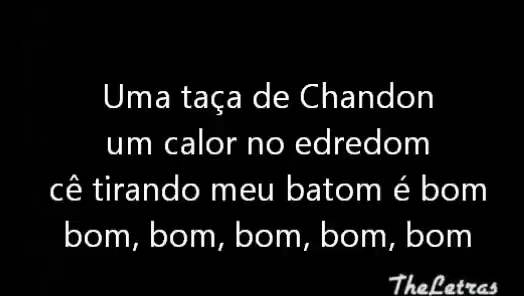 Uma taça de Chandon
um calor no edredom
cê tirando meu batom é bom
bom, bom, bom, bom, bom
TheLetras